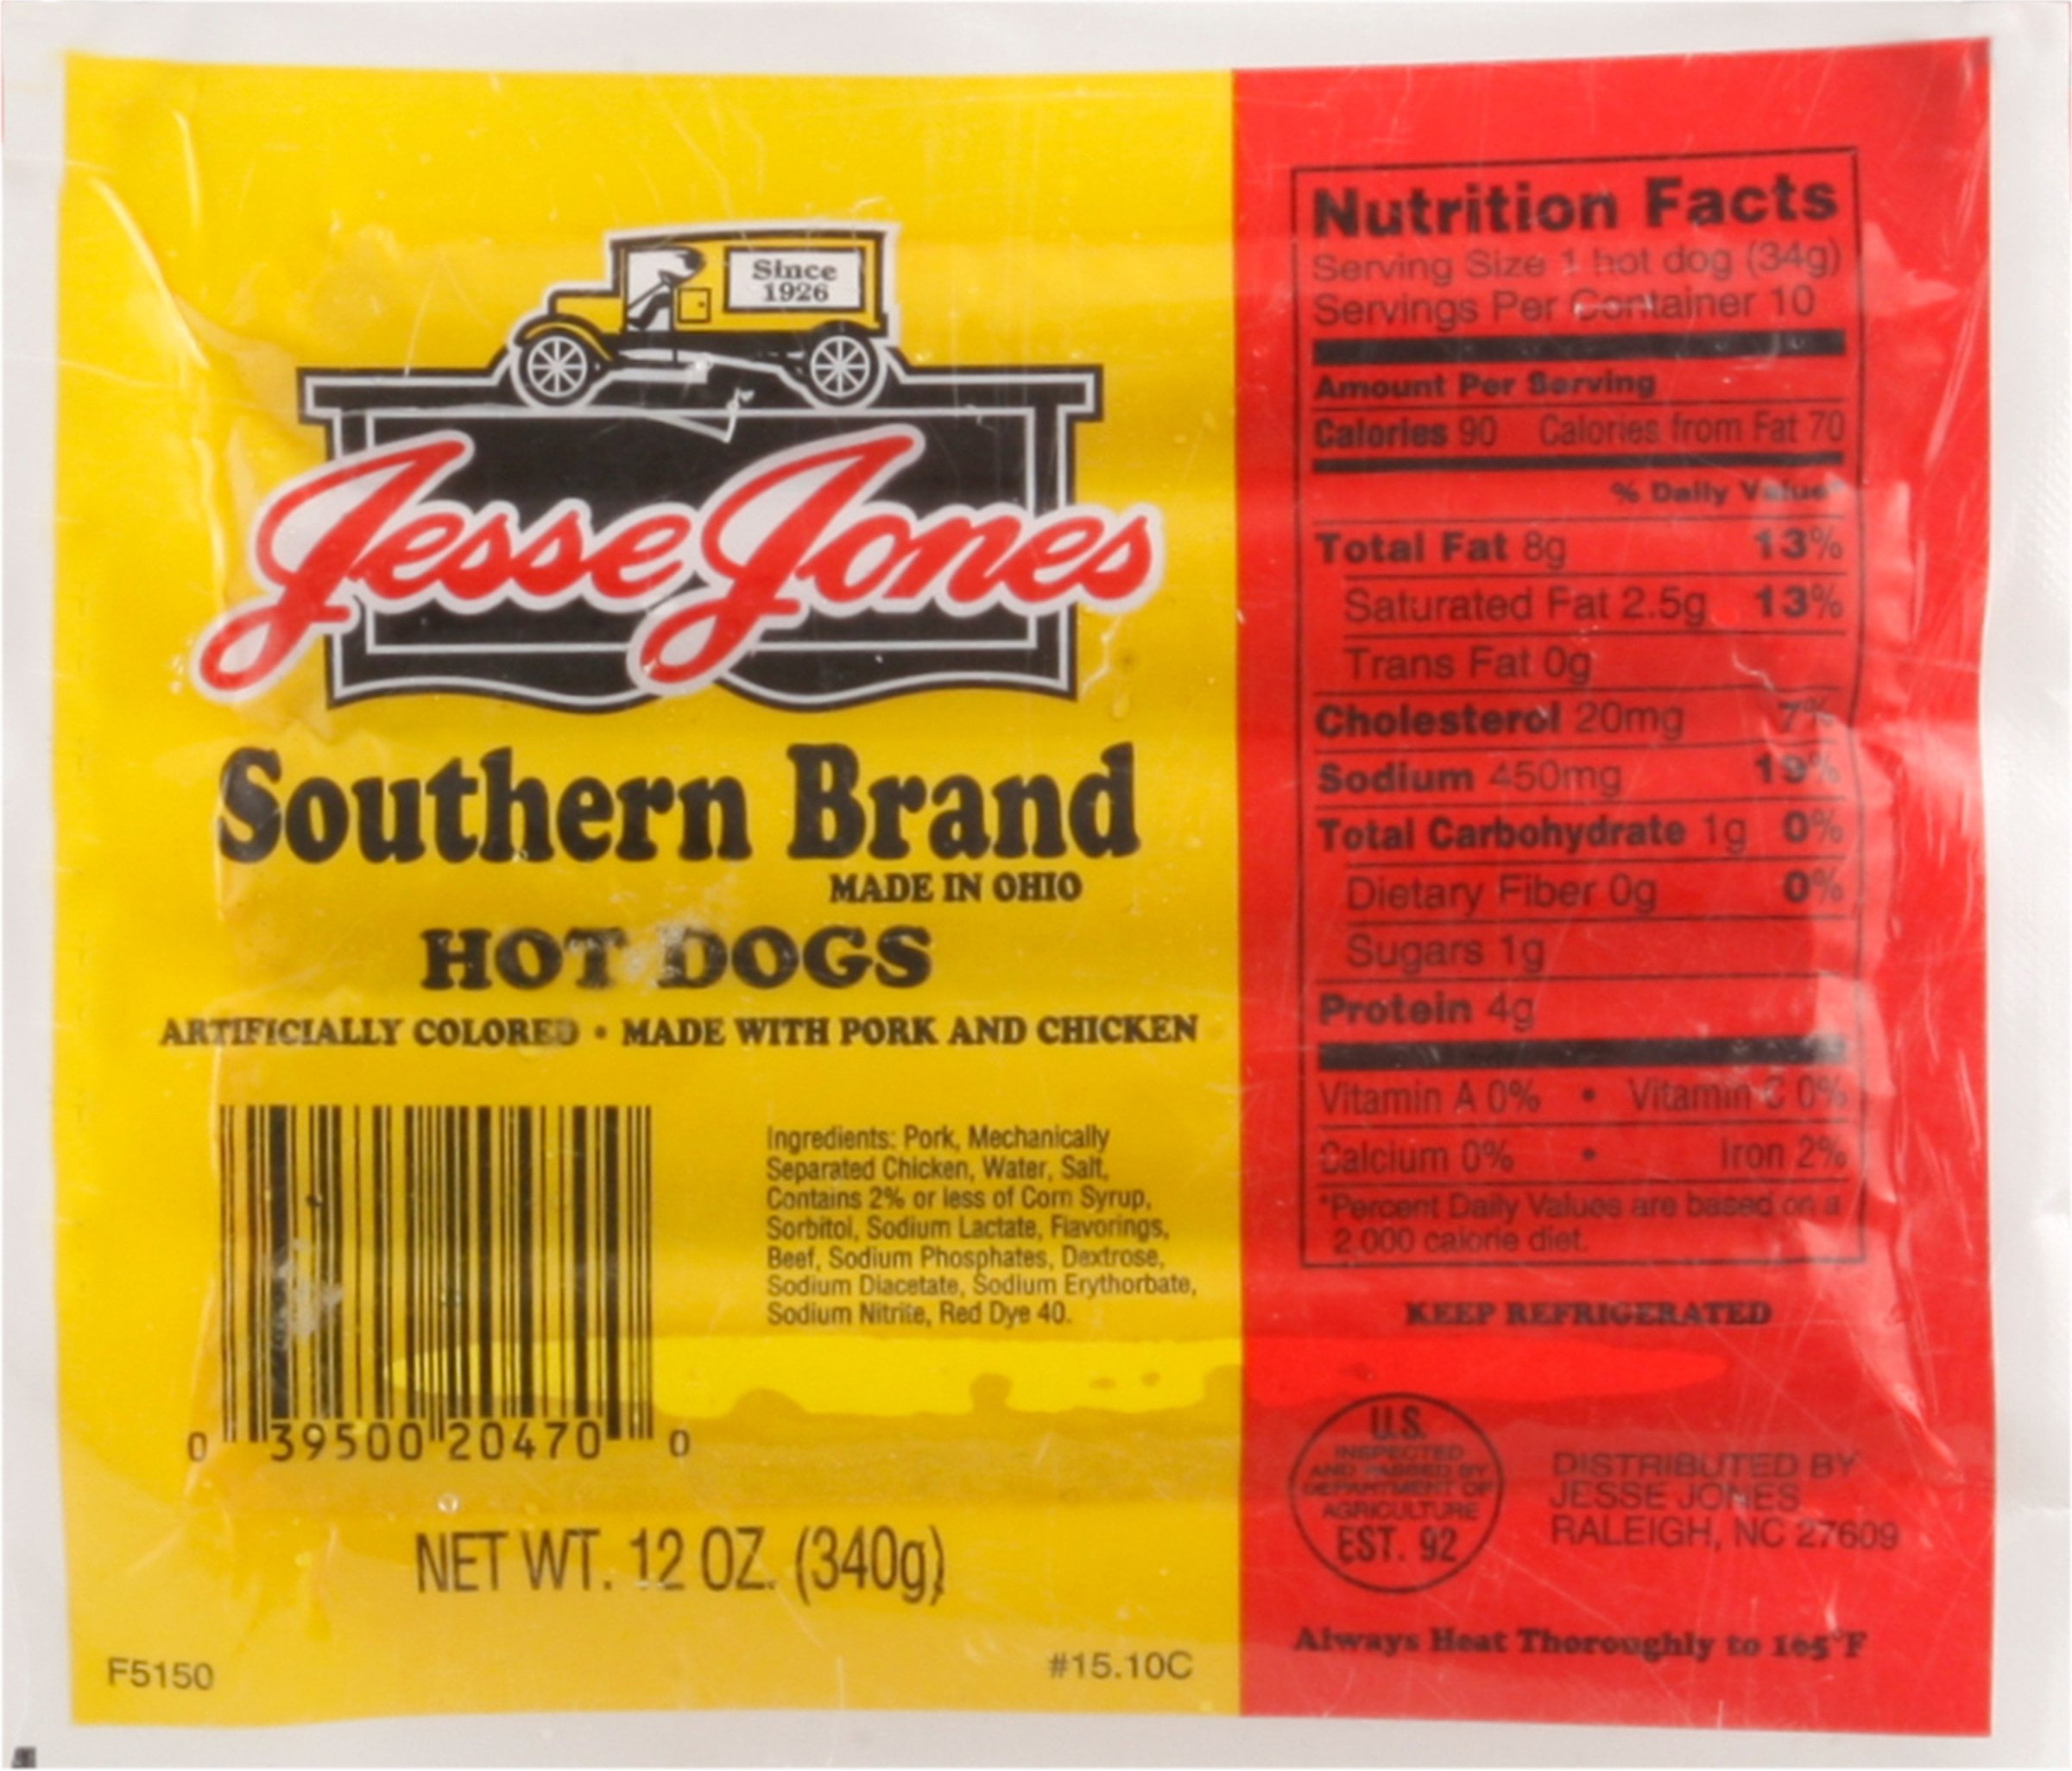 Since
1926
Jesse Jones
Southern Brand
MADE IN OHIO
HOT DOGS
ARTIFICIALLY COLORED • MADE WITH PORK AND CHICKEN
Ingredients: Pork, Mechanically
Separated Chicken, Water, Salt,
Contains 2% or less of Corn Syrup,
Sorbitol, Sodium Lactate, Flavorings,
Beef, Sodium Phosphates, Dextrose,
Sodium Diacetate, Sodium Erythorbate,
Sodium Nitrite, Red Dye 40.
0 39500 20470 0
NET WT. 12 OZ. (340g)
F5150
#15.10C
Nutrition Facts
Serving Size 1 hot dog (34g)
Servings Per Container 10
Amount Per Serving
Calories 90 Calories from Fat 70
% Daily Value*
Total Fat 8g 13%
Saturated Fat 2.5g 13%
Trans Fat 0g
Cholesterol 20mg 7%
Sodium 450mg 19%
Total Carbohydrate 1g 0%
Dietary Fiber 0g 0%
Sugars 1g
Protein 4g
Vitamin A 0% • Vitamin C 0%
Calcium 0% • Iron 2%
*Percent Daily Values are based on a
2,000 calorie diet.
KEEP REFRIGERATED
U.S.
INSPECTED
AND PASSED BY
DEPARTMENT OF
AGRICULTURE
EST. 92
DISTRIBUTED BY
JESSE JONES
RALEIGH, NC 27609
Always Heat Thoroughly to 165°F